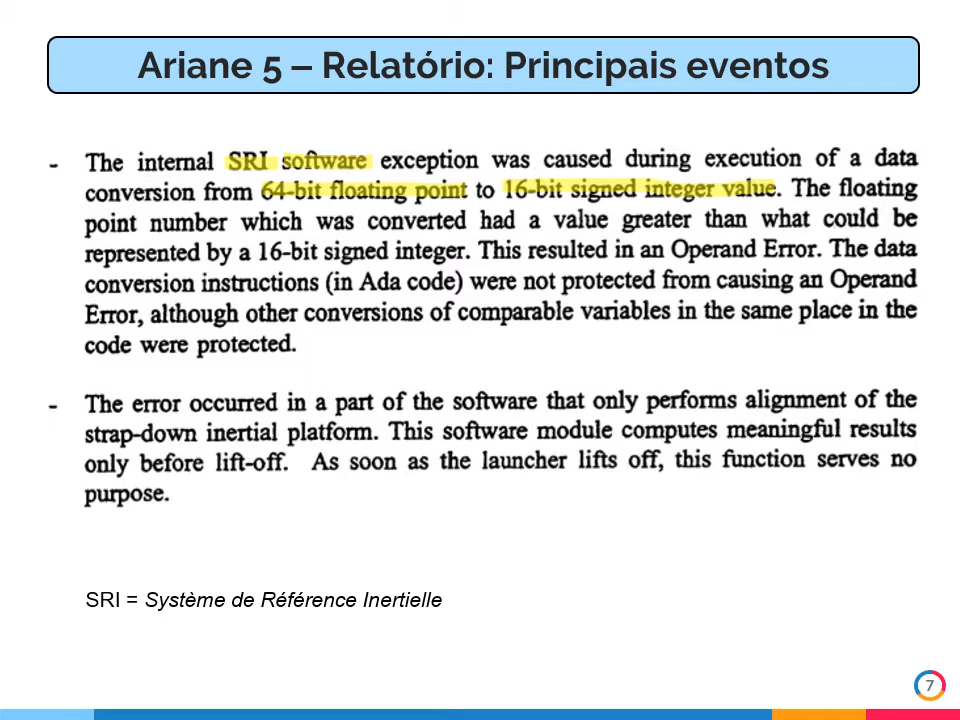 Ariane 5 – Relatório: Principais eventos
- The internal SRI software exception was caused during execution of a data
conversion from 64-bit floating point to 16-bit signed integer value. The floating
point number which was converted had a value greater than what could be
represented by a 16-bit signed integer. This resulted in an Operand Error. The data
conversion instructions (in Ada code) were not protected from causing an Operand
Error, although other conversions of comparable variables in the same place in the
code were protected.
- The error occurred in a part of the software that only performs alignment of the
strap-down inertial platform. This software module computes meaningful results
only before lift-off. As soon as the launcher lifts off, this function serves no
purpose.
SRI = Système de Référence Inertielle
7